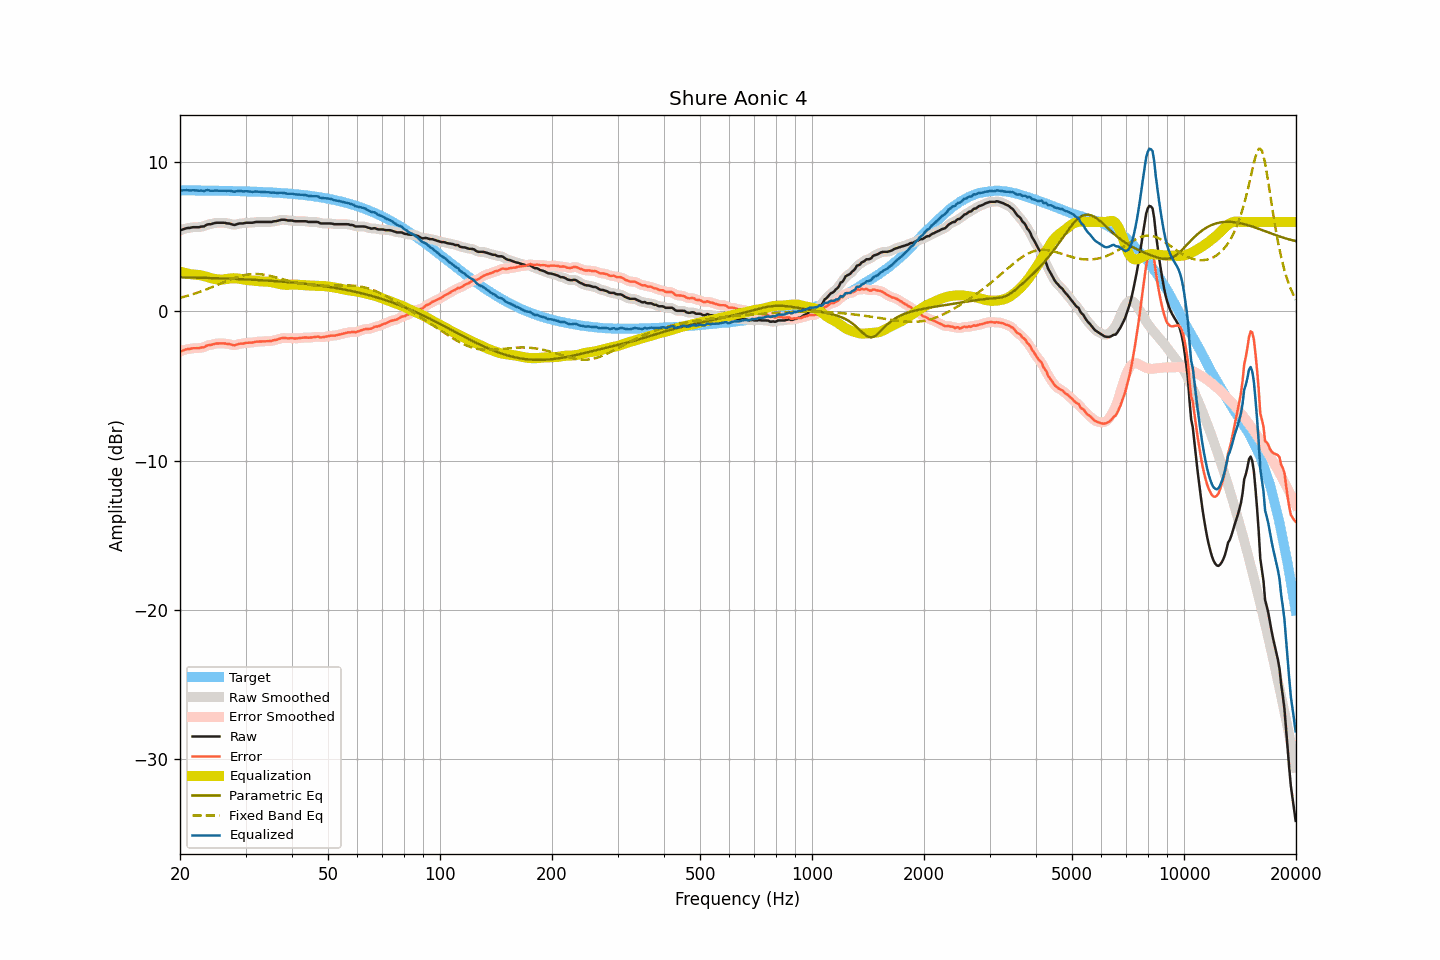 Shure Aonic 4
Amplitude (dBr)
10
0
−10
−20
−30
Target
Raw Smoothed
Error Smoothed
Raw
Error
Equalization
Parametric Eq
Fixed Band Eq
Equalized
20 50 100 200 500 1000 2000 5000 10000 20000
Frequency (Hz)